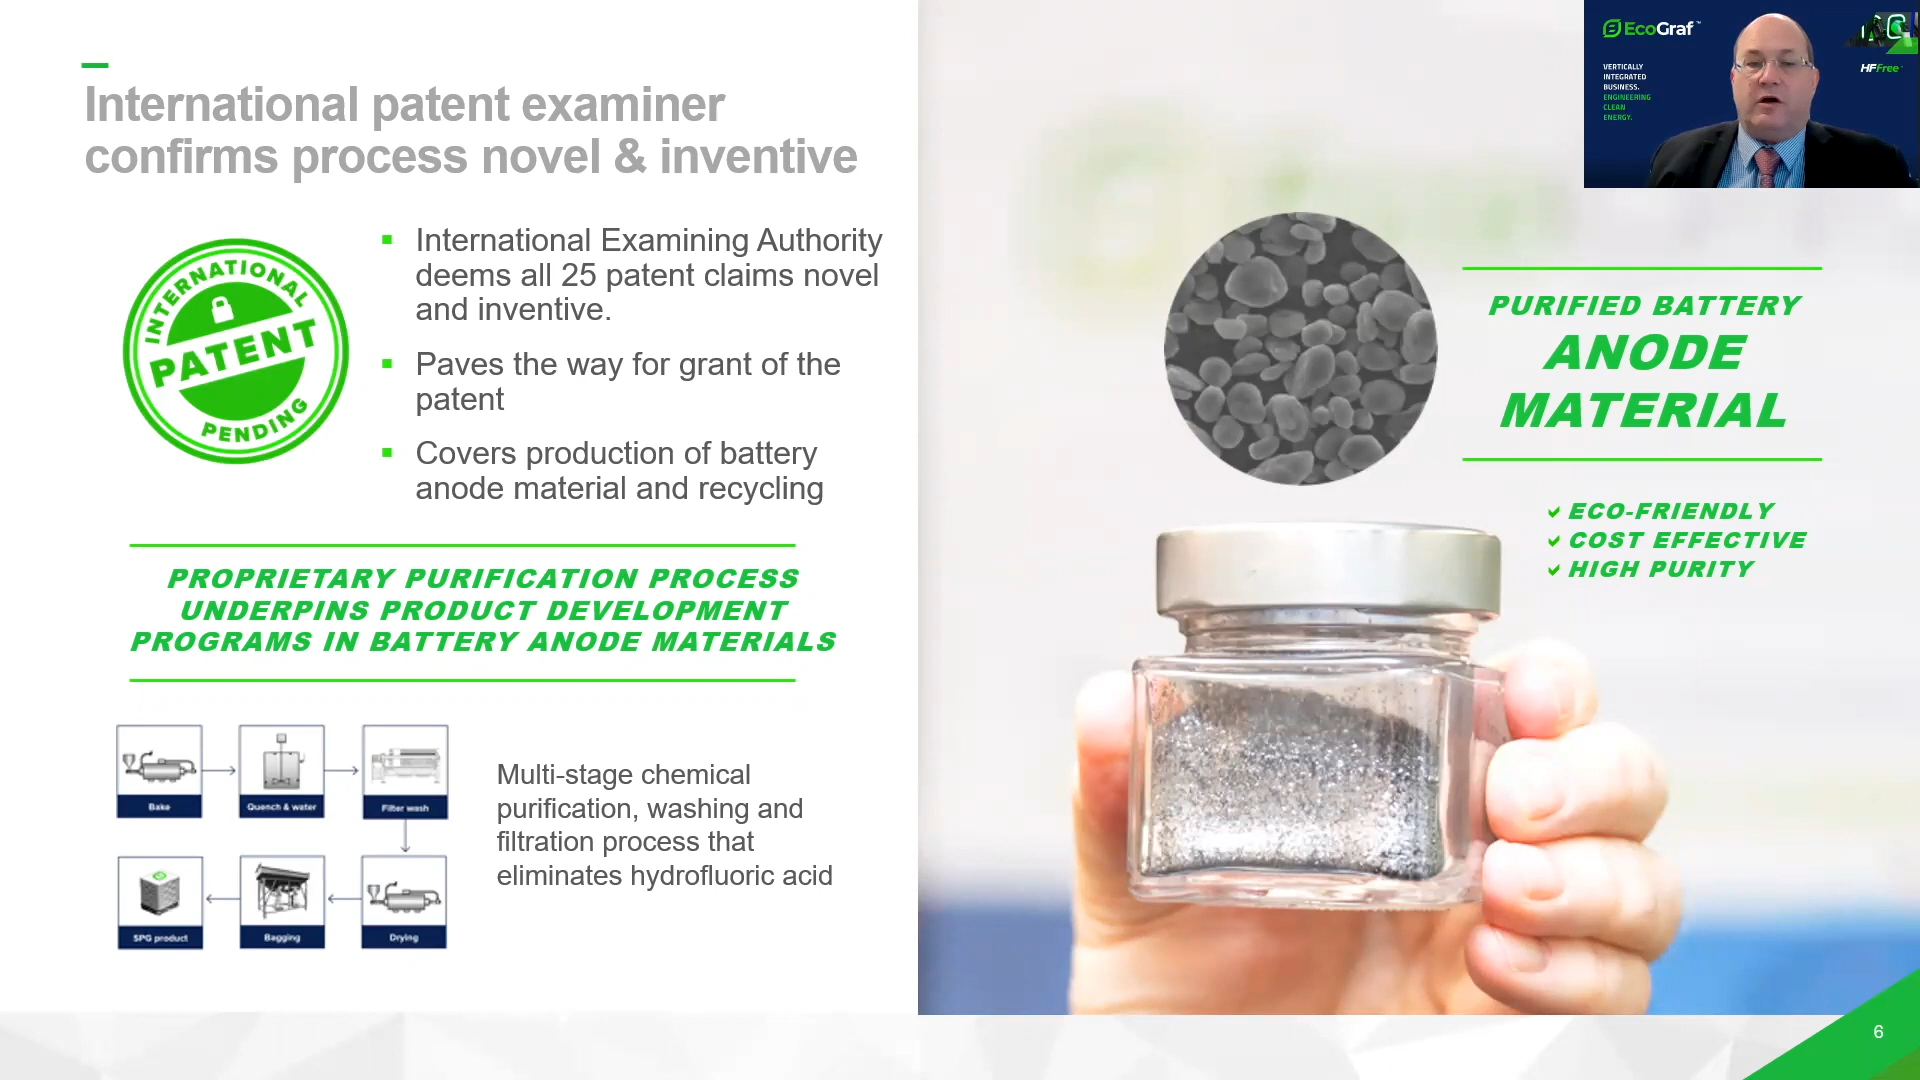 International patent examiner
confirms process novel & inventive
INTERNATIONAL
PATENT
PENDING
International Examining Authority
deems all 25 patent claims novel
and inventive.
Paves the way for grant of the
patent
Covers production of battery
anode material and recycling
PROPRIETARY PURIFICATION PROCESS
UNDERPINS PRODUCT DEVELOPMENT
PROGRAMS IN BATTERY ANODE MATERIALS
Bake
Quench & water
Filter wash
SPG product
Bagging
Drying
Multi-stage chemical
purification, washing and
filtration process that
eliminates hydrofluoric acid
PURIFIED BATTERY
ANODE
MATERIAL
ECO-FRIENDLY
COST EFFECTIVE
HIGH PURITY
EcoGraf™
VERTICALLY
INTEGRATED
BUSINESS.
ENGINEERING
CLEAN
ENERGY.
HFFree™
6